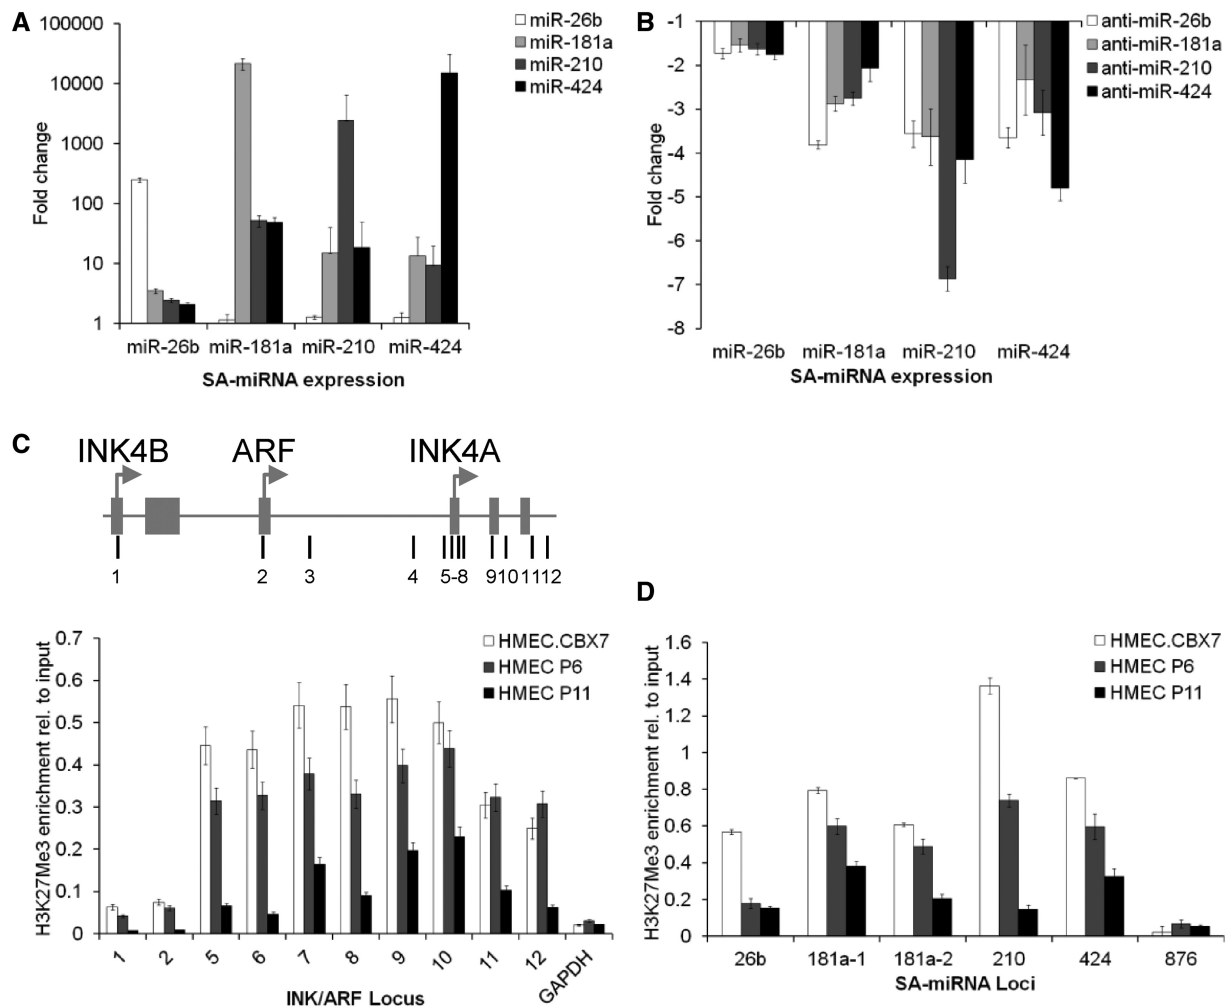 A
100000
10000
1000
100
10
1
Fold change
miR-26b
miR-181a
miR-210
miR-424
miR-26b miR-181a miR-210 miR-424
SA-miRNA expression
B
-1
-2
-3
-4
-5
-6
-7
-8
Fold change
anti-miR-26b
anti-miR-181a
anti-miR-210
anti-miR-424
miR-26b miR-181a miR-210 miR-424
SA-miRNA expression
C
INK4B ARF INK4A
1 2 3 4 5-8 9 10 11 12
0.7
0.6
0.5
0.4
0.3
0.2
0.1
0
H3K27Me3 enrichment rel. to input
HMEC.CBX7
HMEC P6
HMEC P11
1 2 5 6 7 8 9 10 11 12 GAPDH
INK/ARF Locus
D
1.6
1.4
1.2
1
0.8
0.6
0.4
0.2
0
H3K27Me3 enrichment rel. to input
HMEC.CBX7
HMEC P6
HMEC P11
26b 181a-1 181a-2 210 424 876
SA-miRNA Loci